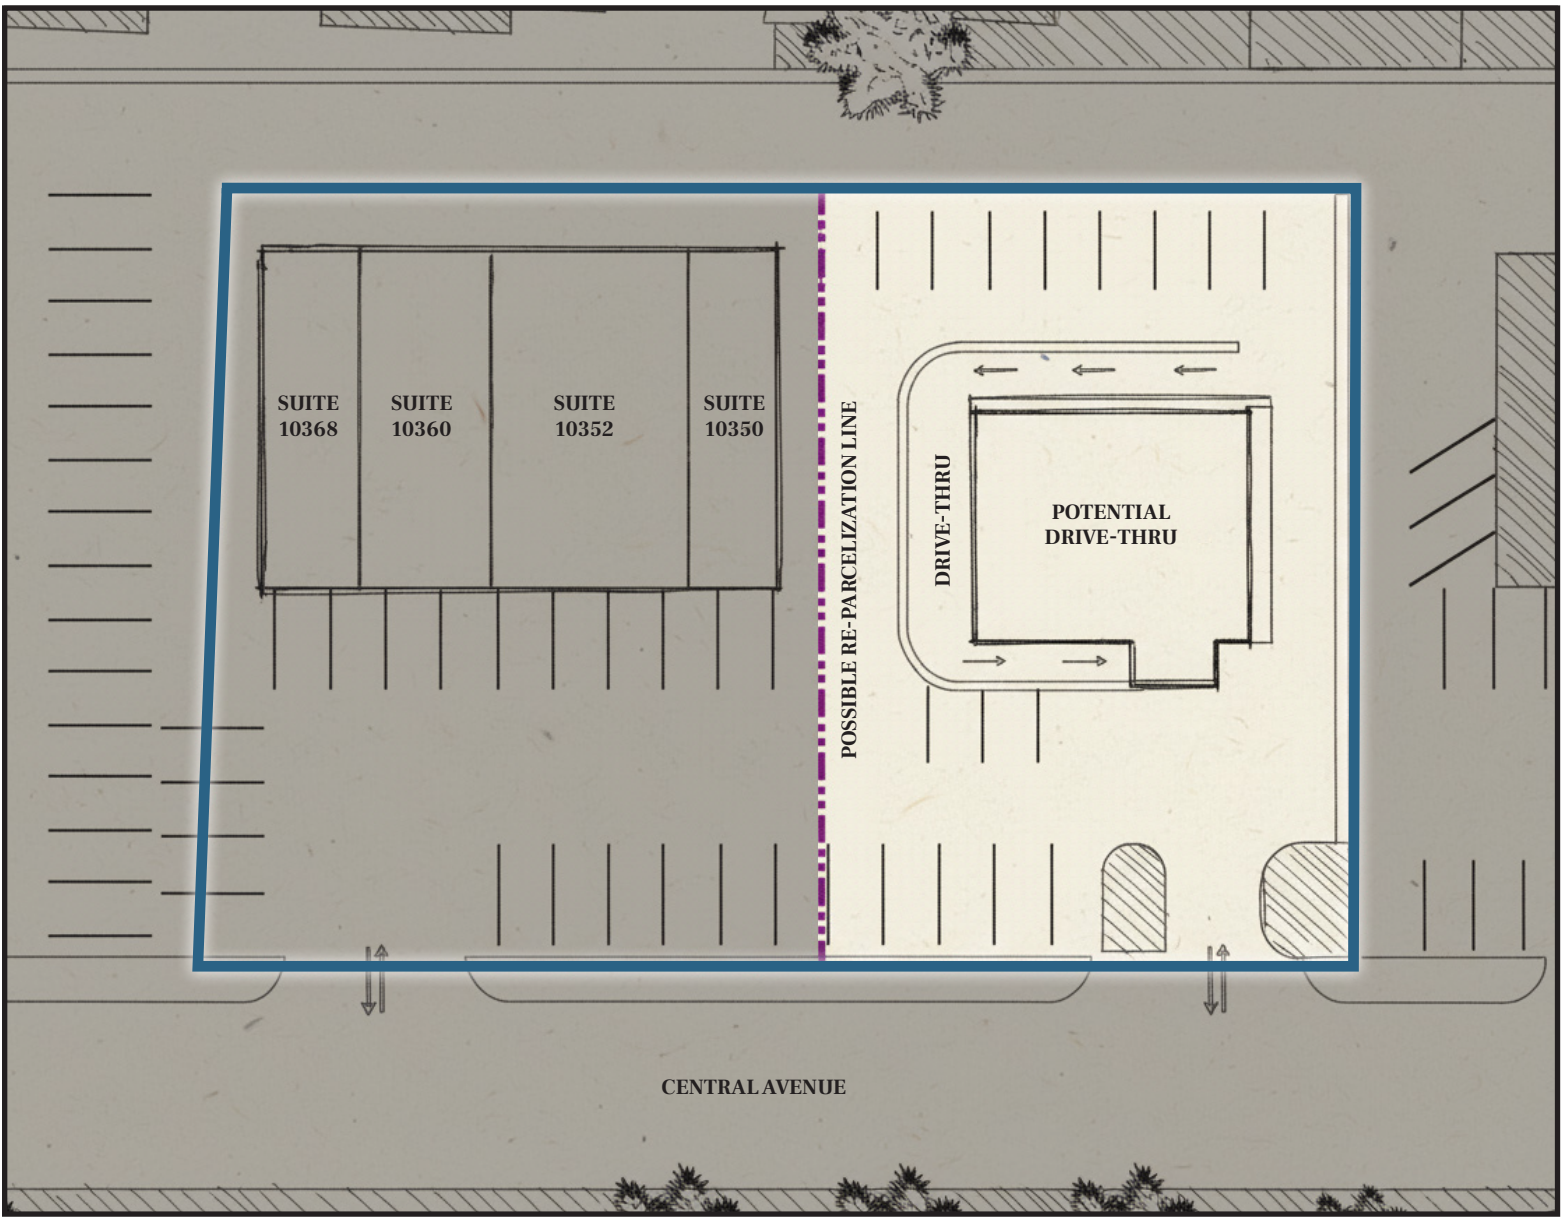 SUITE
10368
SUITE
10360
SUITE
10352
SUITE
10350
POSSIBLE RE-PARCELIZATION LINE
DRIVE-THRU
POTENTIAL
DRIVE-THRU
CENTRAL AVENUE